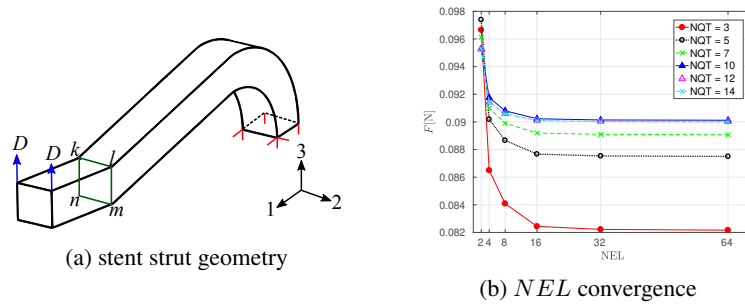 D
D
k
l
n
m
3
1
2
(a) stent strut geometry
0.098
0.096
0.094
0.092
0.09
0.088
0.086
0.084
0.082
F[N]
2 4 8 16 32 64
NEL
NQT = 3
NQT = 5
NQT = 7
NQT = 10
NQT = 12
NQT = 14
(b) NEL convergence